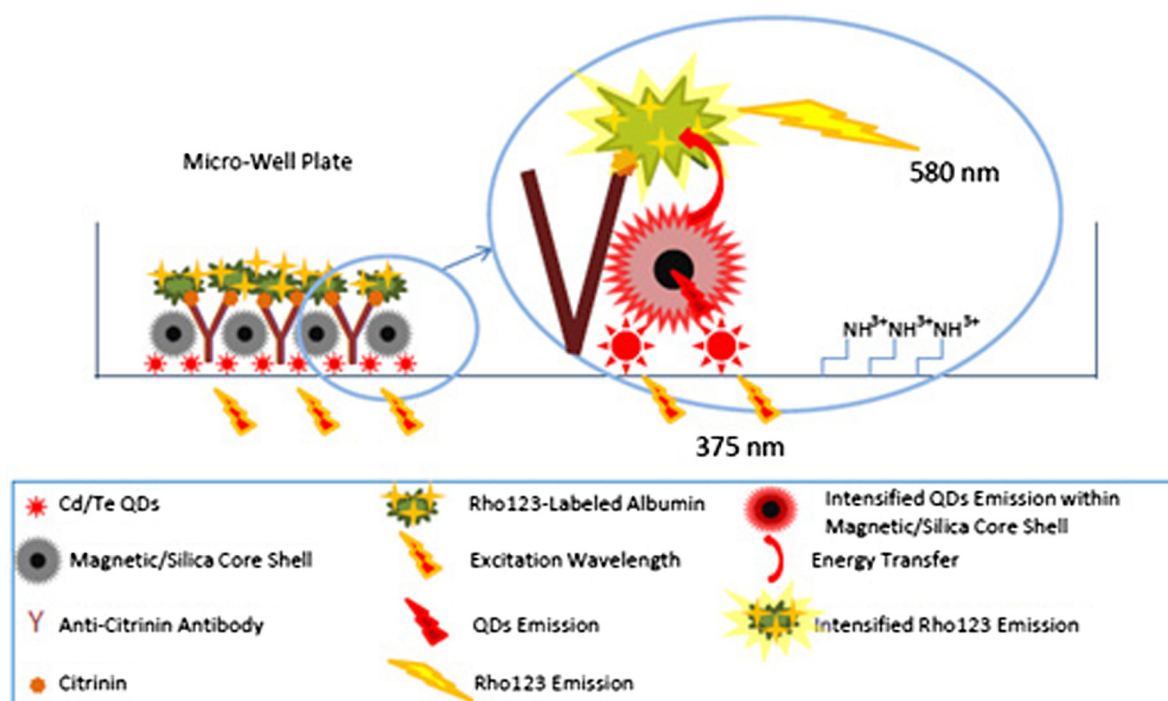 Micro-Well Plate
580 nm
NH³⁺NH³⁺NH³⁺
375 nm
Cd/Te QDs
Rho123-Labeled Albumin
Intensified QDs Emission within
Magnetic/Silica Core Shell
Magnetic/Silica Core Shell
Excitation Wavelength
Energy Transfer
Anti-Citrinin Antibody
QDs Emission
Intensified Rho123 Emission
Citrinin
Rho123 Emission